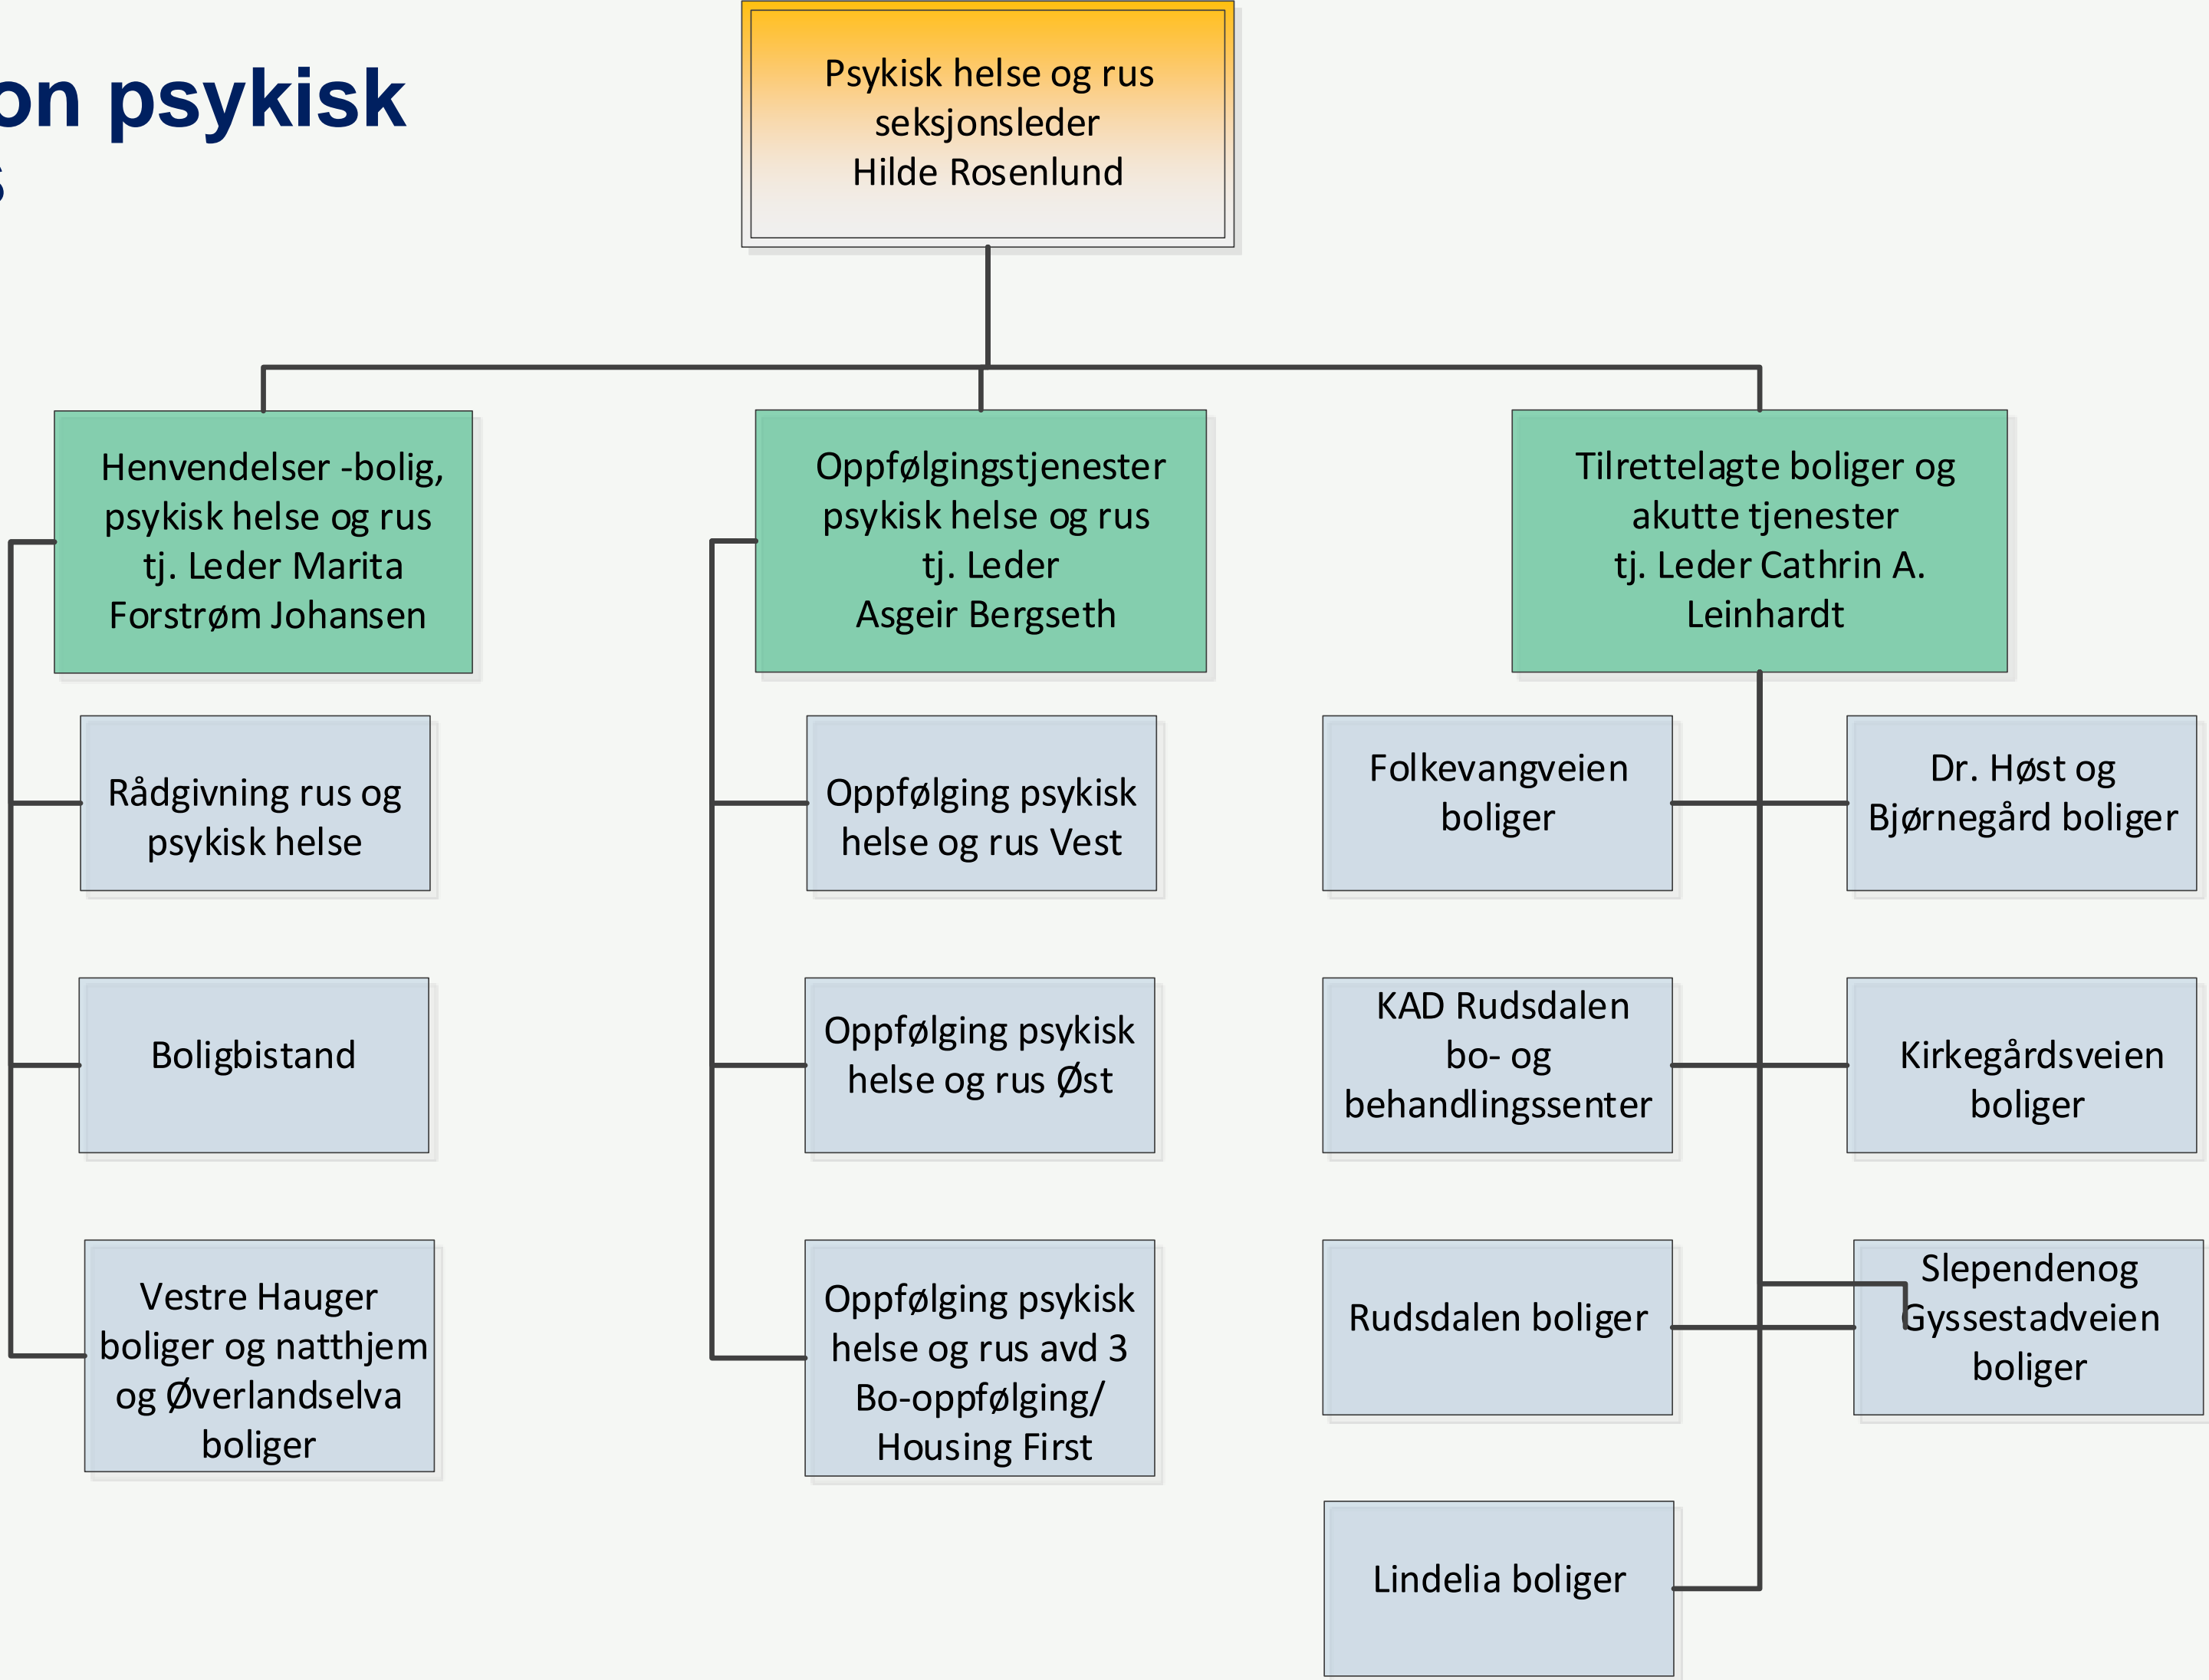 on psykisk
s
Psykisk helse og rus
seksjonsleder
Hilde Rosenlund
Henvendelser -bolig,
psykisk helse og rus
tj. Leder Marita
Forstrøm Johansen
Oppfølgingstjenester
psykisk helse og rus
tj. Leder
Asgeir Bergseth
Tilrettelagte boliger og
akutte tjenester
tj. Leder Cathrin A.
Leinhardt
Rådgivning rus og
psykisk helse
Boligbistand
Vestre Hauger
boliger og natthjem
og Øverlandselva
boliger
Oppfølging psykisk
helse og rus Vest
Oppfølging psykisk
helse og rus Øst
Oppfølging psykisk
helse og rus avd 3
Bo-oppfølging/
Housing First
Folkevangveien
boliger
Dr. Høst og
Bjørnegård boliger
KAD Rudsdalen
bo- og
behandlingssenter
Kirkegårdsveien
boliger
Rudsdalen boliger
Slependenog
Gyssestadveien
boliger
Lindelia boliger